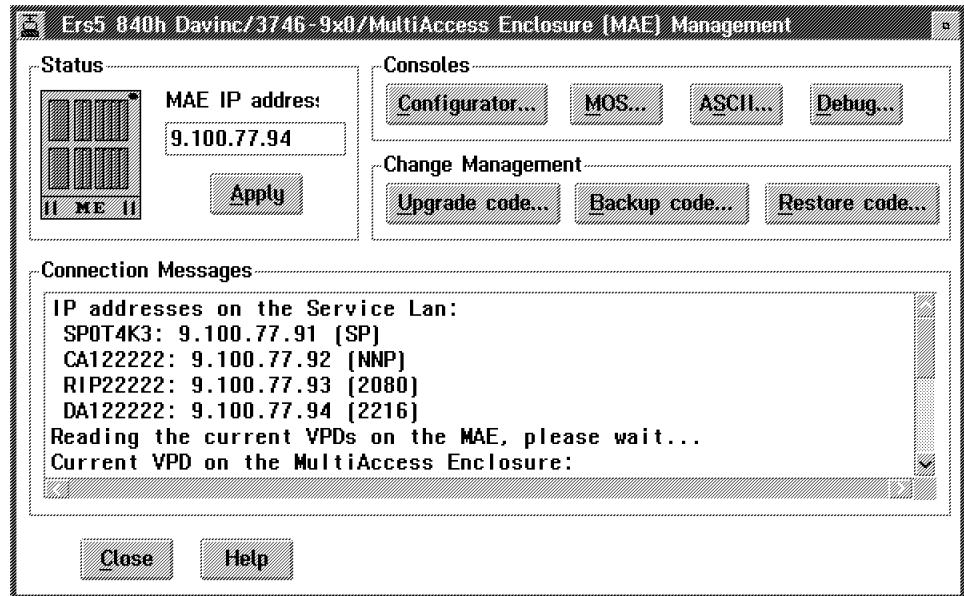 Ers5 840h Davinc/3746-9x0/MultiAccess Enclosure (MAE) Management
Status
MAE IP address
9.100.77.94
Apply
ME
Consoles
Configurator...
MOS...
ASCII...
Debug...
Change Management
Upgrade code...
Backup code...
Restore code...
Connection Messages
IP addresses on the Service Lan:
SP0T4K3: 9.100.77.91 (SP)
CA122222: 9.100.77.92 (NNP)
RIP22222: 9.100.77.93 (2080)
DA122222: 9.100.77.94 (2216)
Reading the current VPDs on the MAE, please wait...
Current VPD on the MultiAccess Enclosure:
Close
Help